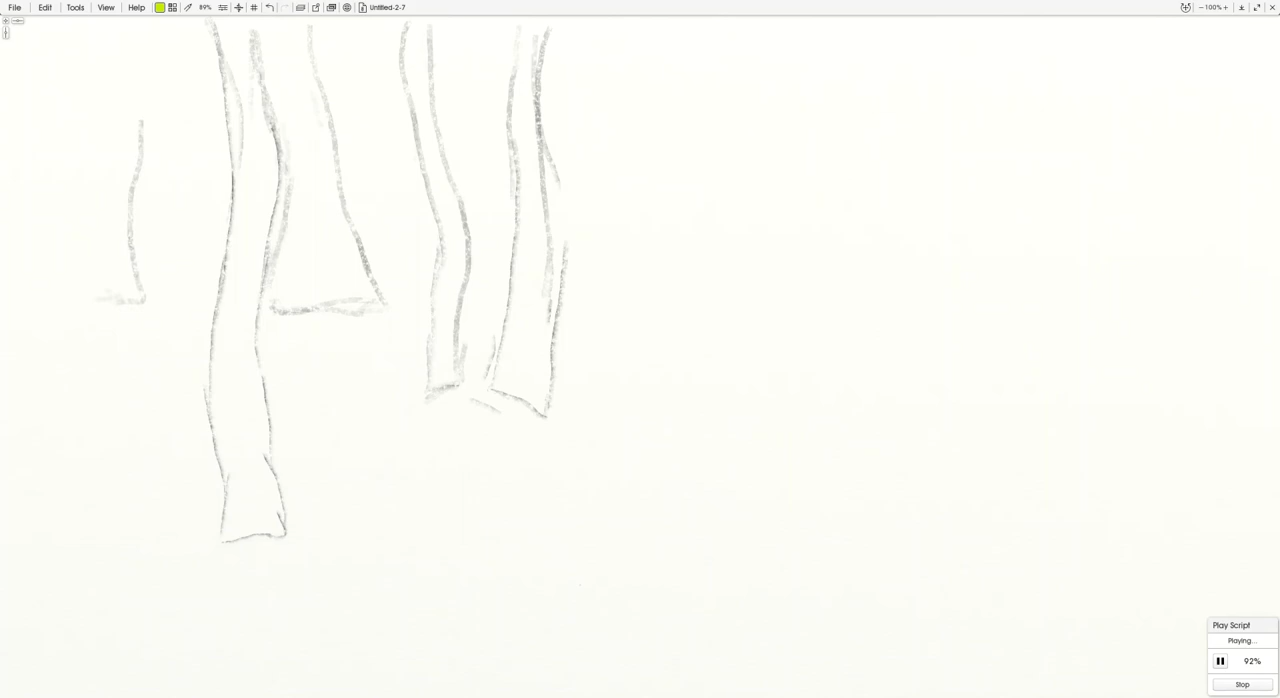 File Edit Tools View Help 89% Untitled-2-7 − 100% +
Play Script
Playing...
92%
Stop